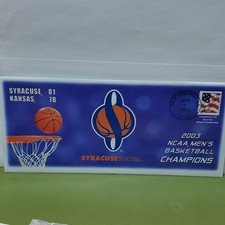 SYRACUSE, 81
KANSAS, 78
SYRACUSE
2003
NCAA MEN'S
BASKETBALL
CHAMPIONS